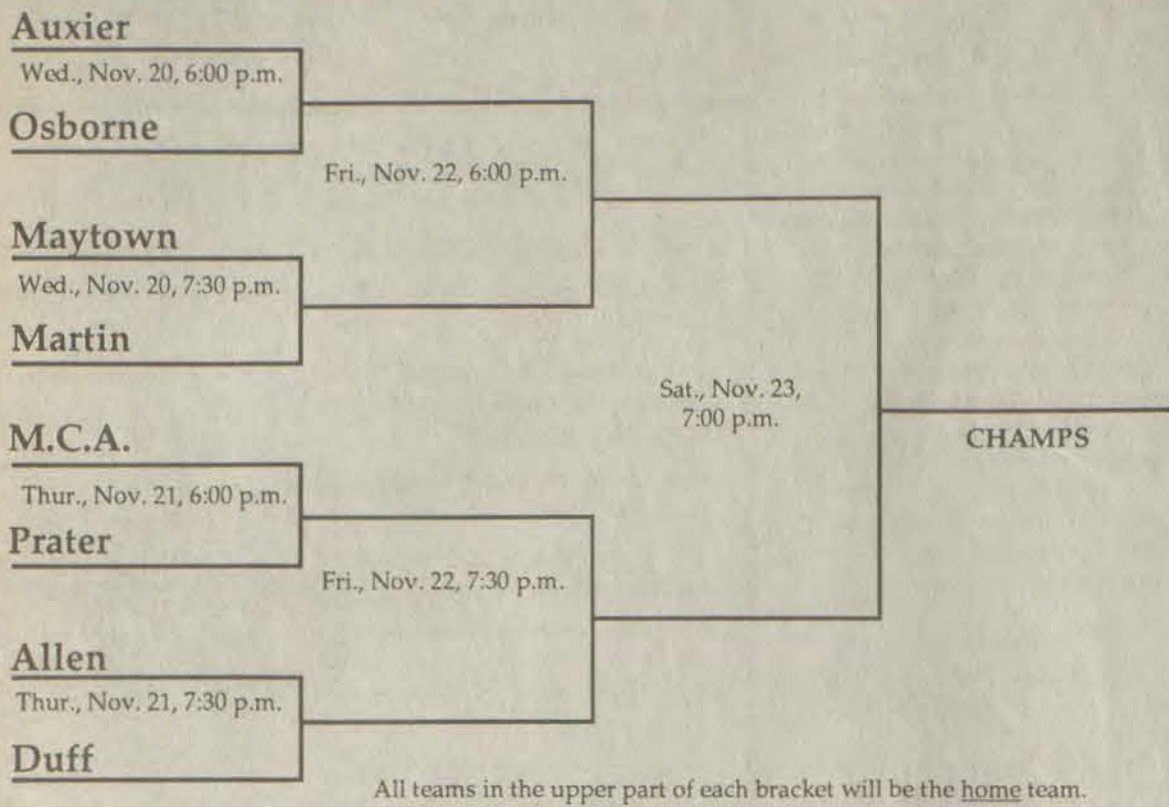 Auxier
Wed., Nov. 20, 6:00 p.m.
Osborne
Fri., Nov. 22, 6:00 p.m.
Maytown
Wed., Nov. 20, 7:30 p.m.
Martin
Sat., Nov. 23,
7:00 p.m.
CHAMPS
M.C.A.
Thur., Nov. 21, 6:00 p.m.
Prater
Fri., Nov. 22, 7:30 p.m.
Allen
Thur., Nov. 21, 7:30 p.m.
Duff
All teams in the upper part of each bracket will be the home team.